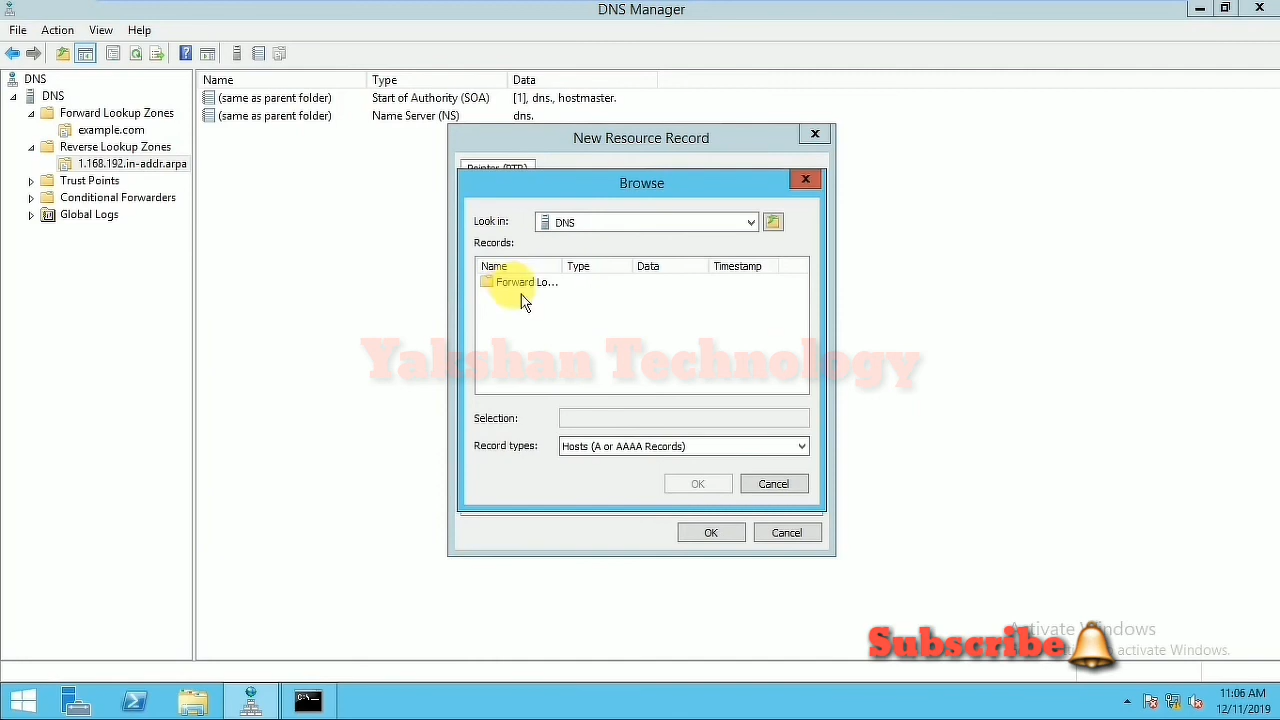 DNS Manager
File Action View Help
DNS
DNS
Forward Lookup Zones
example.com
Reverse Lookup Zones
1.168.192.in-addr.arpa
Trust Points
Conditional Forwarders
Global Logs
Name Type Data
(same as parent folder) Start of Authority (SOA) [1], dns., hostmaster.
(same as parent folder) Name Server (NS) dns.
New Resource Record
Pointer (PTR)
Browse
Look in: DNS
Records:
Name Type Data Timestamp
Forward Lo...
Yakshan Technology
Selection:
Record types: Hosts (A or AAAA Records)
OK Cancel
OK Cancel
Subscribe
Activate Windows
to activate Windows.
C:\
11:06 AM
12/11/2019